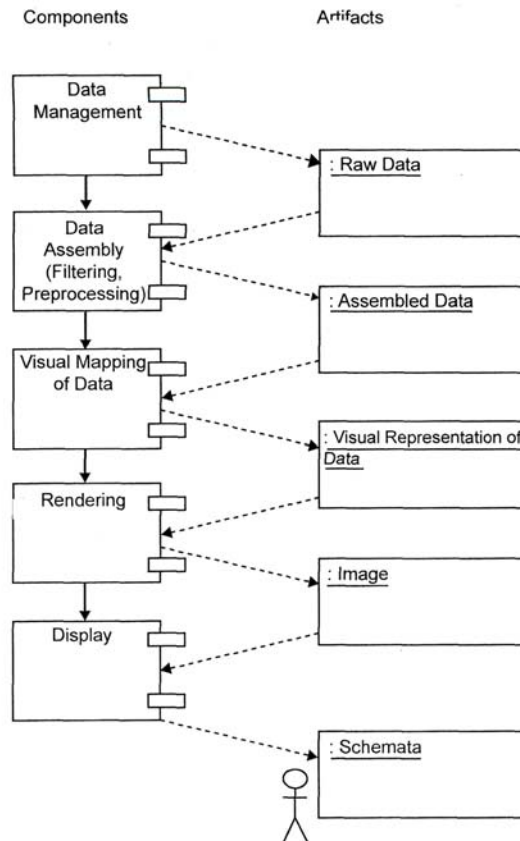 Components
Artifacts
Data
Management
: Raw Data
Data
Assembly
(Filtering,
Preprocessing)
: Assembled Data
Visual Mapping
of Data
: Visual Representation of
Data
Rendering
: Image
Display
: Schemata